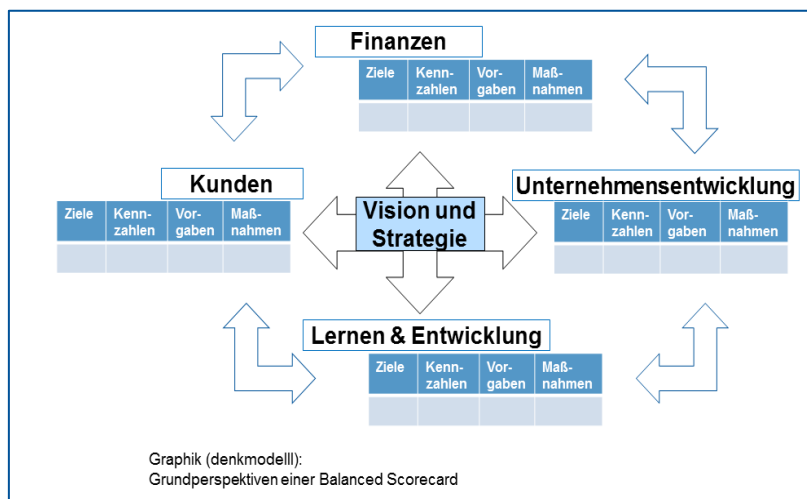 Finanzen
Ziele Kenn- Vor- Maß-
zahlen gaben nahmen
Kunden
Ziele Kenn- Vor- Maß-
zahlen gaben nahmen
Vision und
Strategie
Unternehmensentwicklung
Ziele Kenn- Vor- Maß-
zahlen gaben nahmen
Lernen & Entwicklung
Ziele Kenn- Vor- Maß-
zahlen gaben nahmen
Graphik (denkmodelll):
Grundperspektiven einer Balanced Scorecard